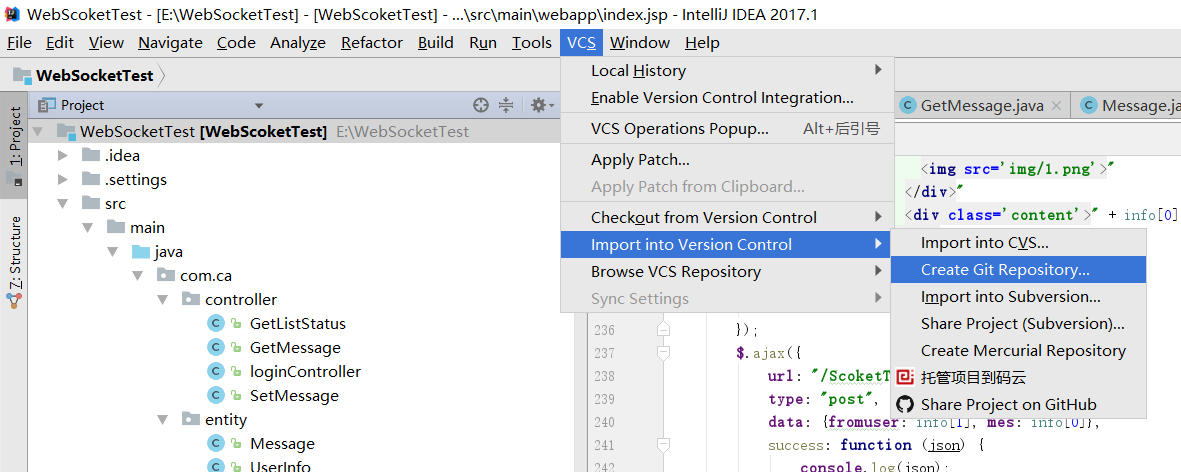 WebSocketTest - [E:\WebSocketTest] - [WebScoketTest] - ...\src\main\webapp\index.jsp - IntelliJ IDEA 2017.1
File Edit View Navigate Code Analyze Refactor Build Run Tools VCS Window Help
WebSocketTest
1: Project
Z: Structure
Project
WebSocketTest [WebScoketTest] E:\WebSocketTest
.idea
.settings
src
main
java
com.ca
controller
GetListStatus
GetMessage
loginController
SetMessage
entity
Message
UserInfo
Local History
Enable Version Control Integration...
VCS Operations Popup... Alt+后引号
Apply Patch...
Apply Patch from Clipboard...
Checkout from Version Control
Import into Version Control
Browse VCS Repository
Sync Settings
Import into CVS...
Create Git Repository...
Import into Subversion...
Share Project (Subversion)...
Create Mercurial Repository
托管项目到码云
Share Project on GitHub
GetMessage.java Message.ja
<img src='img/1.png'>"
</div>"
<div class='content'>" + info[0]
236 });
237 $.ajax({
238 url: "/ScoketT
239 type: "post",
240 data: {fromuser: info[1], mes: info[0]},
241 success: function (json) {
242 console.log(json);